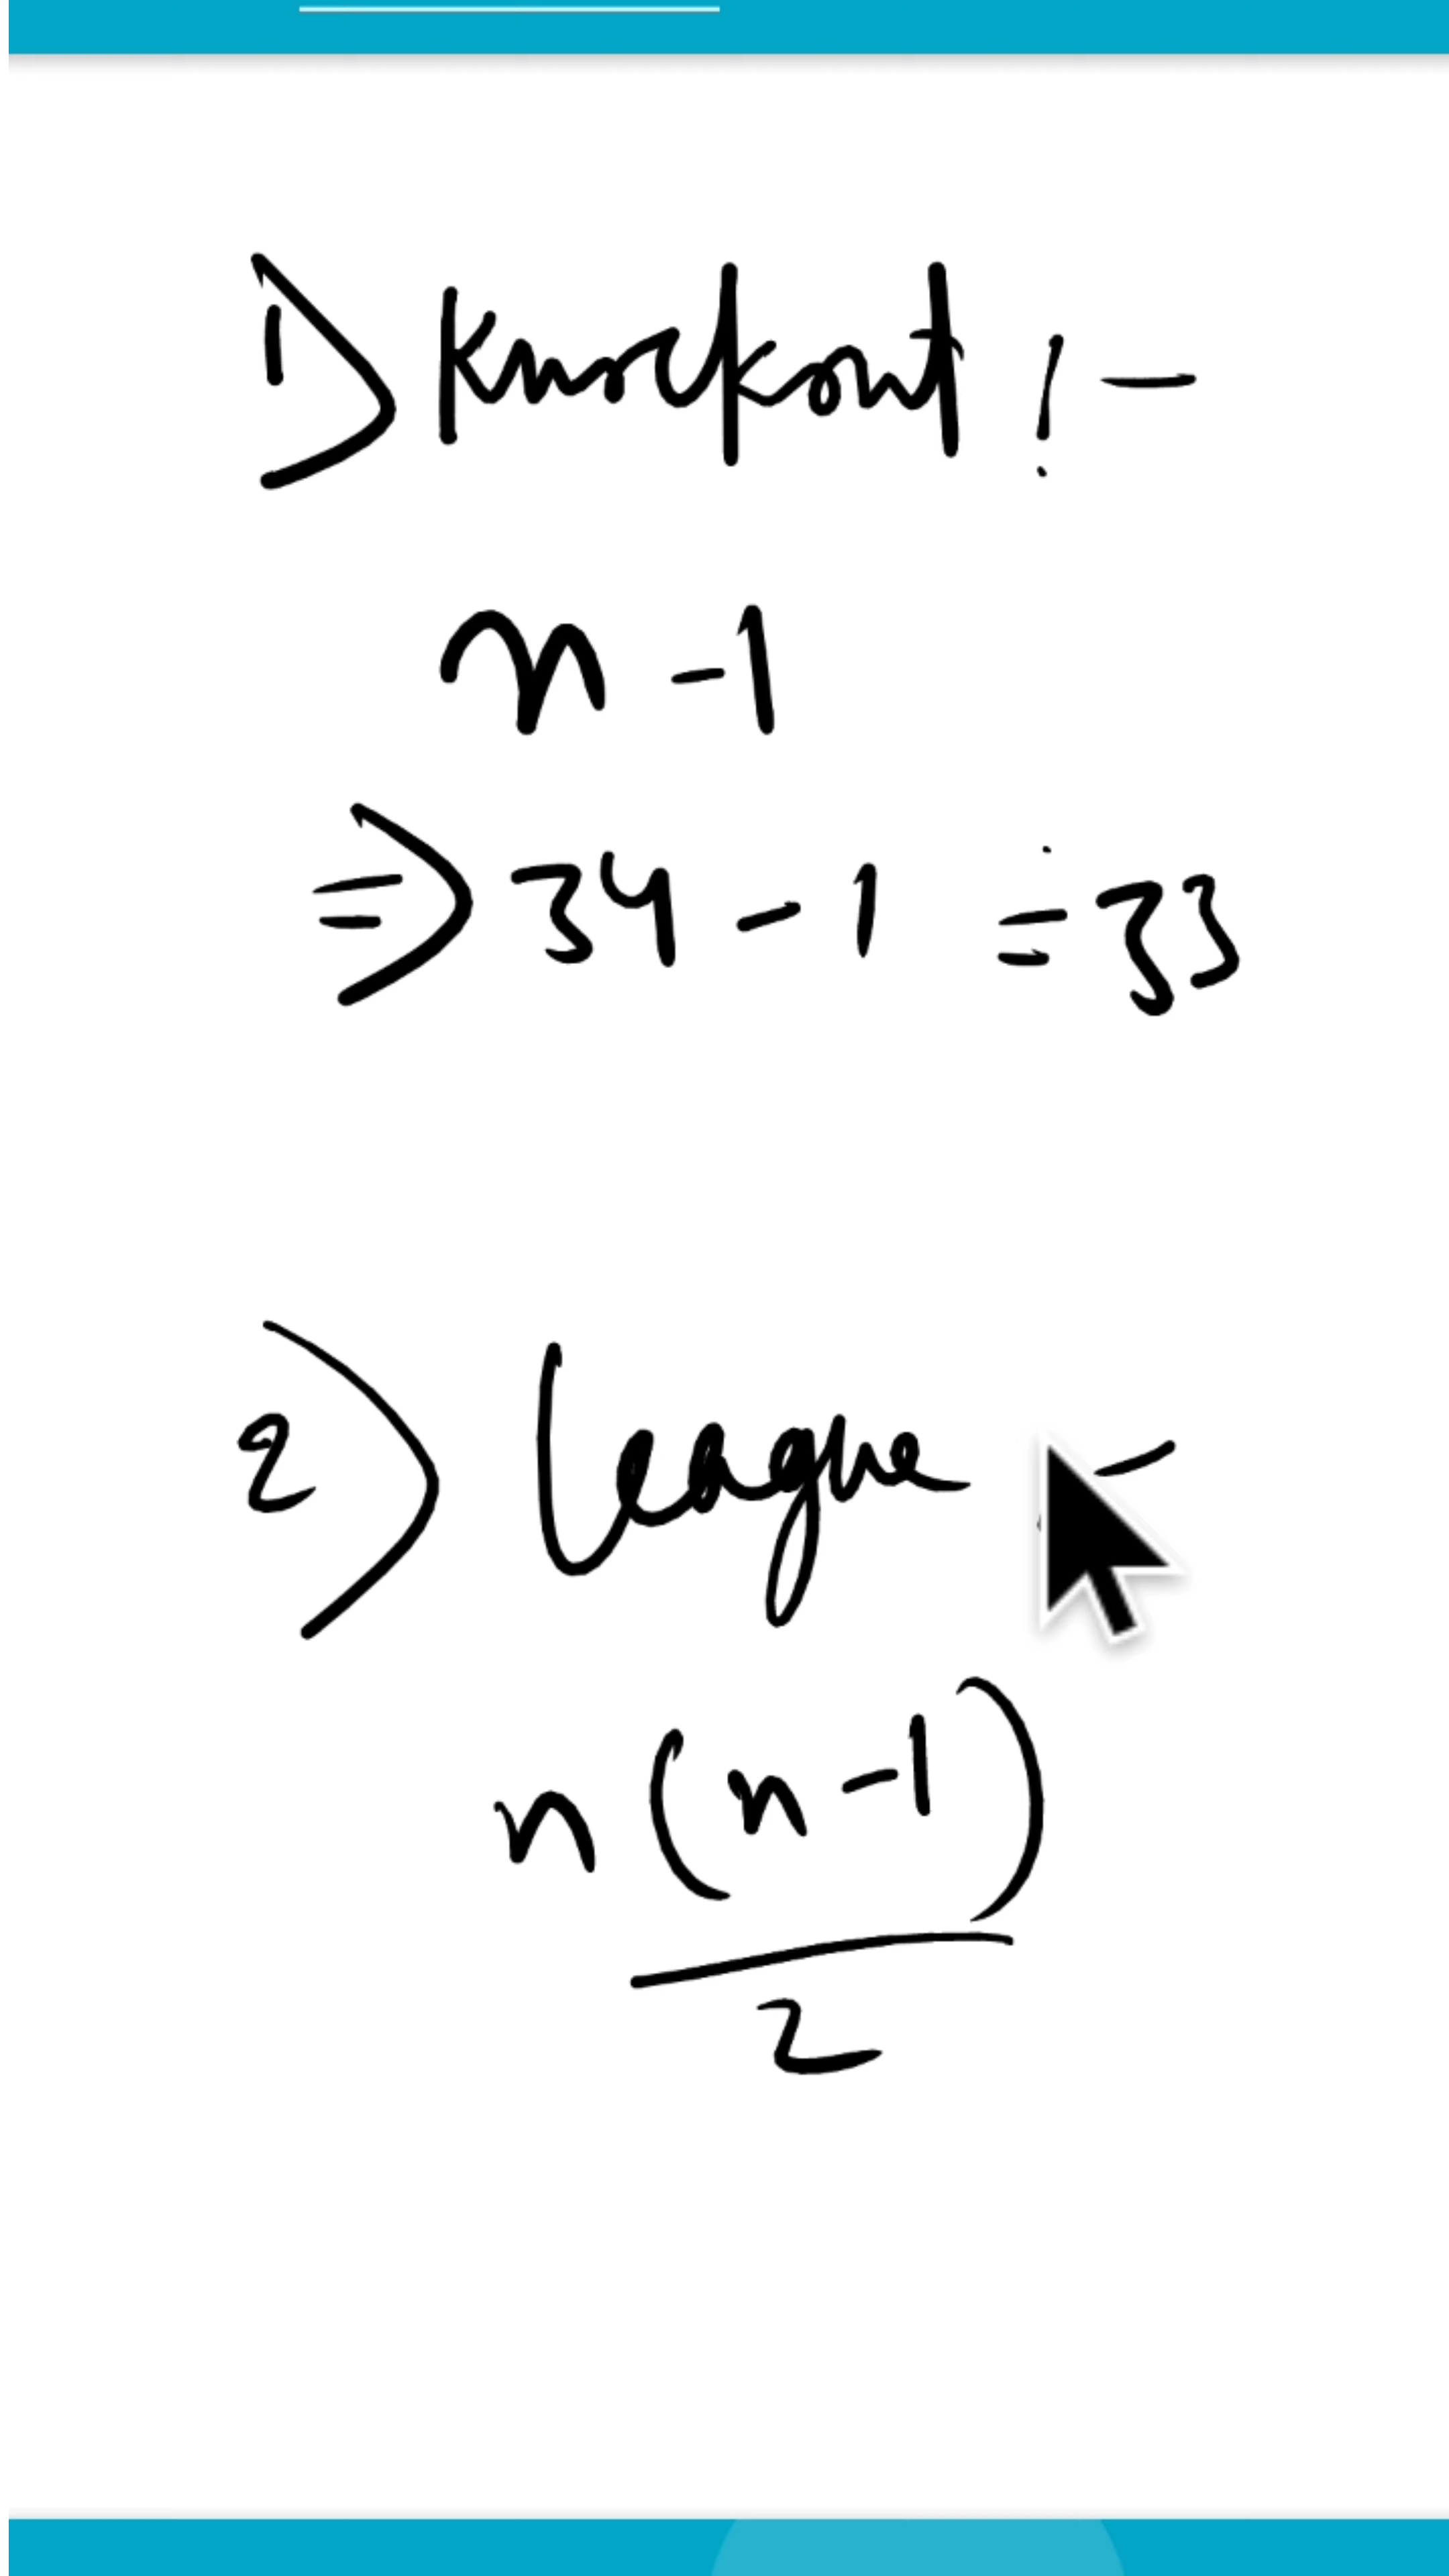 1) Knockout :-
n - 1
=> 34 - 1 = 33
2) League :-
n(n-1)
2